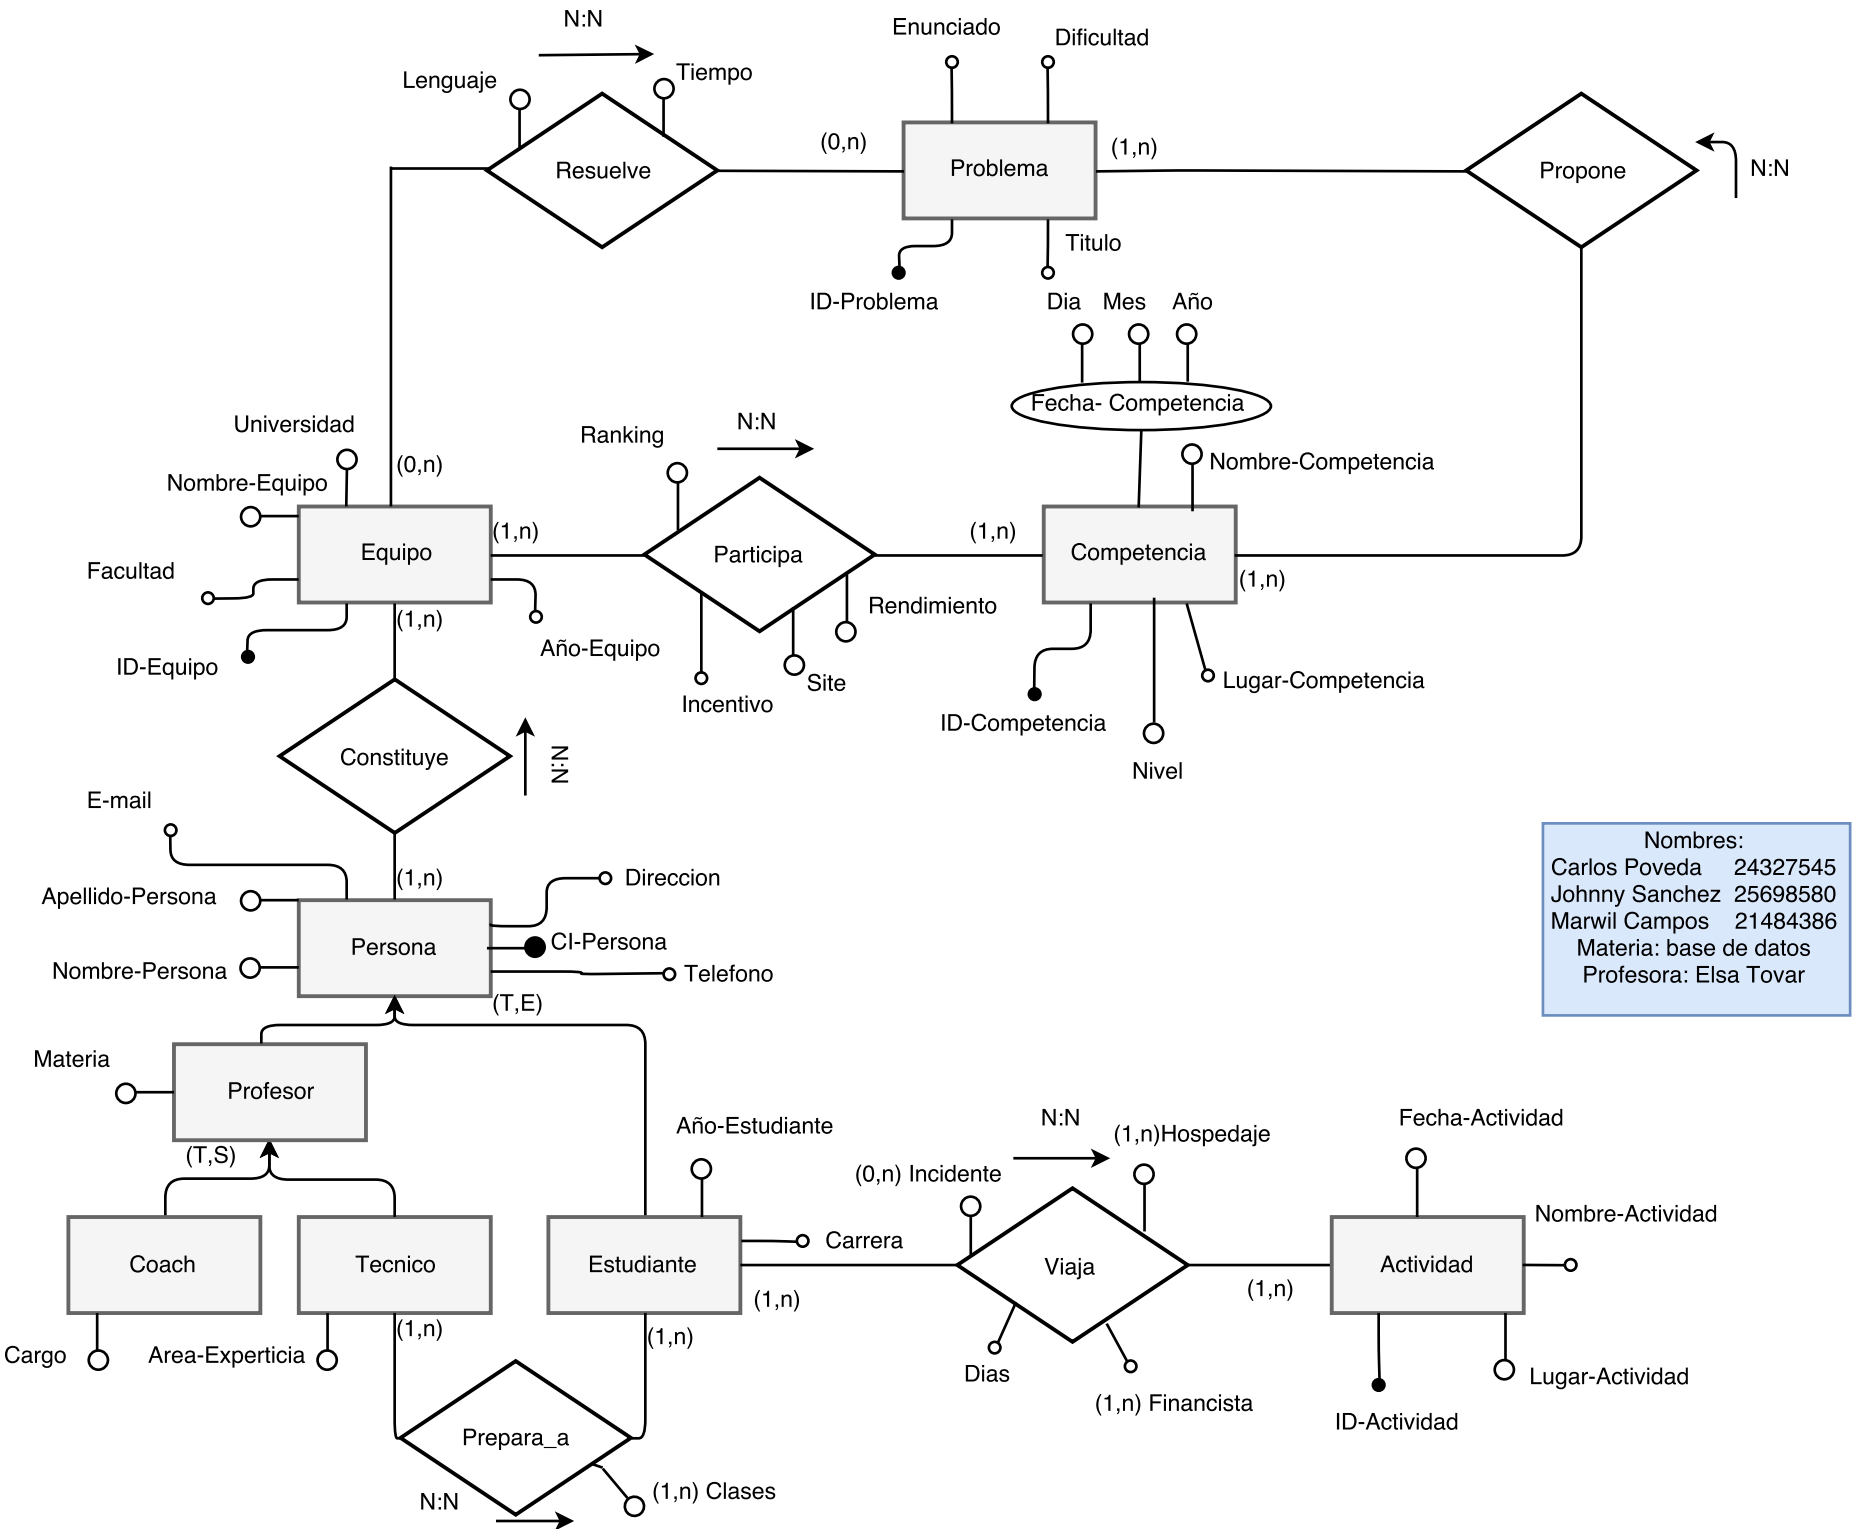 N:N
Enunciado
Dificultad
Lenguaje
Tiempo
(0,n)
(1,n)
Resuelve
Problema
Propone
N:N
Titulo
ID-Problema
Dia
Mes
Año
Fecha- Competencia
Universidad
Ranking
N:N
Nombre-Equipo
(0,n)
Nombre-Competencia
(1,n)
(1,n)
Equipo
Participa
Competencia
Facultad
(1,n)
(1,n)
Rendimiento
Año-Equipo
ID-Equipo
Site
Lugar-Competencia
Incentivo
ID-Competencia
Constituye
N:N
Nivel
E-mail
(1,n)
Direccion
Apellido-Persona
CI-Persona
Persona
Nombre-Persona
Telefono
(T,E)
Nombres:
Carlos Poveda 24327545
Johnny Sanchez 25698580
Marwil Campos 21484386
Materia: base de datos
Profesora: Elsa Tovar
Materia
Profesor
(T,S)
Año-Estudiante
N:N
(1,n)Hospedaje
Fecha-Actividad
(0,n) Incidente
Nombre-Actividad
Carrera
Coach
Tecnico
Estudiante
Viaja
Actividad
(1,n)
(1,n)
(1,n)
(1,n)
Cargo
Area-Experticia
Dias
Lugar-Actividad
(1,n) Financista
ID-Actividad
Prepara_a
(1,n) Clases
N:N